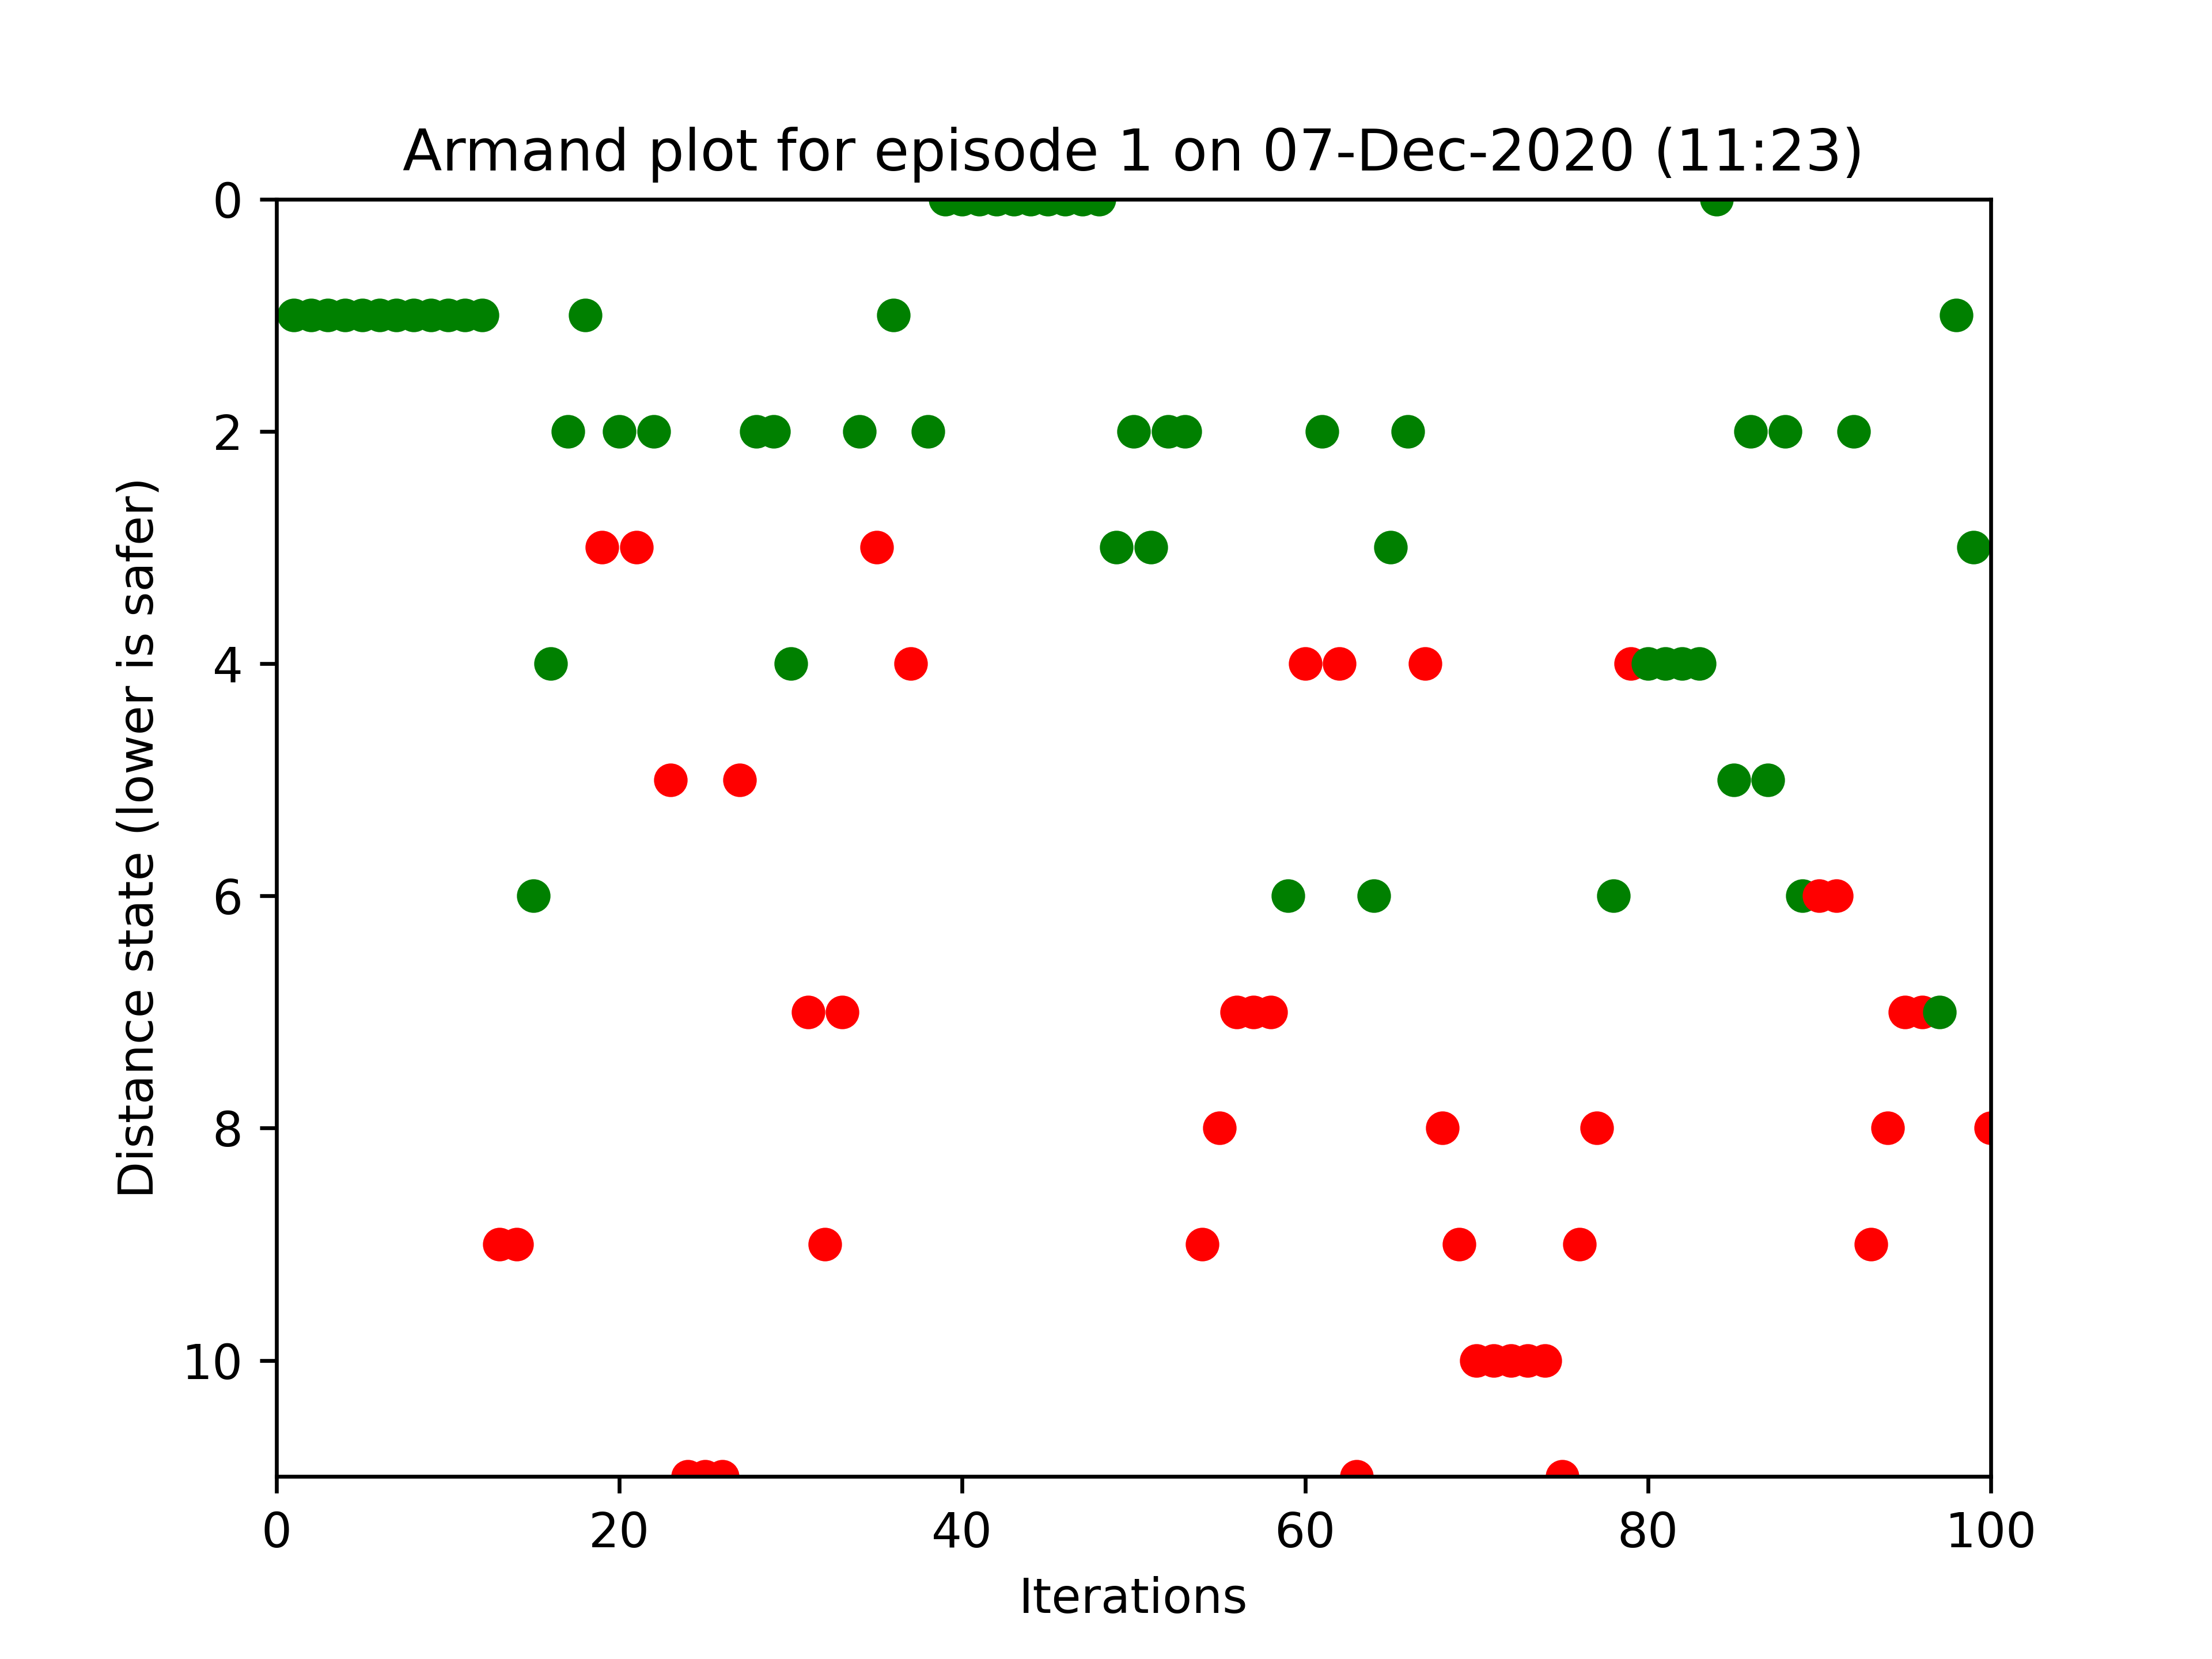 Armand plot for episode 1 on 07-Dec-2020 (11:23)
0
2
4
6
8
10
Distance state (lower is safer)
0 20 40 60 80 100
Iterations